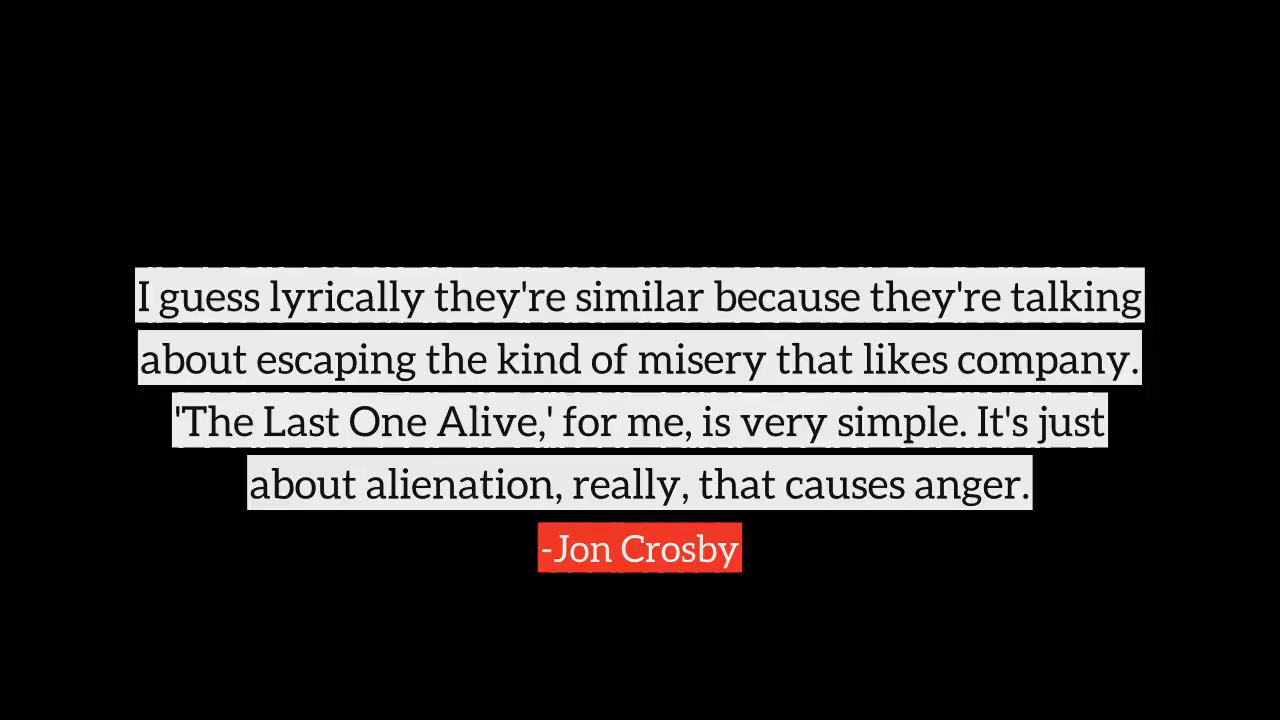 I guess lyrically they're similar because they're talking
about escaping the kind of misery that likes company.
'The Last One Alive,' for me, is very simple. It's just
about alienation, really, that causes anger.
-Jon Crosby